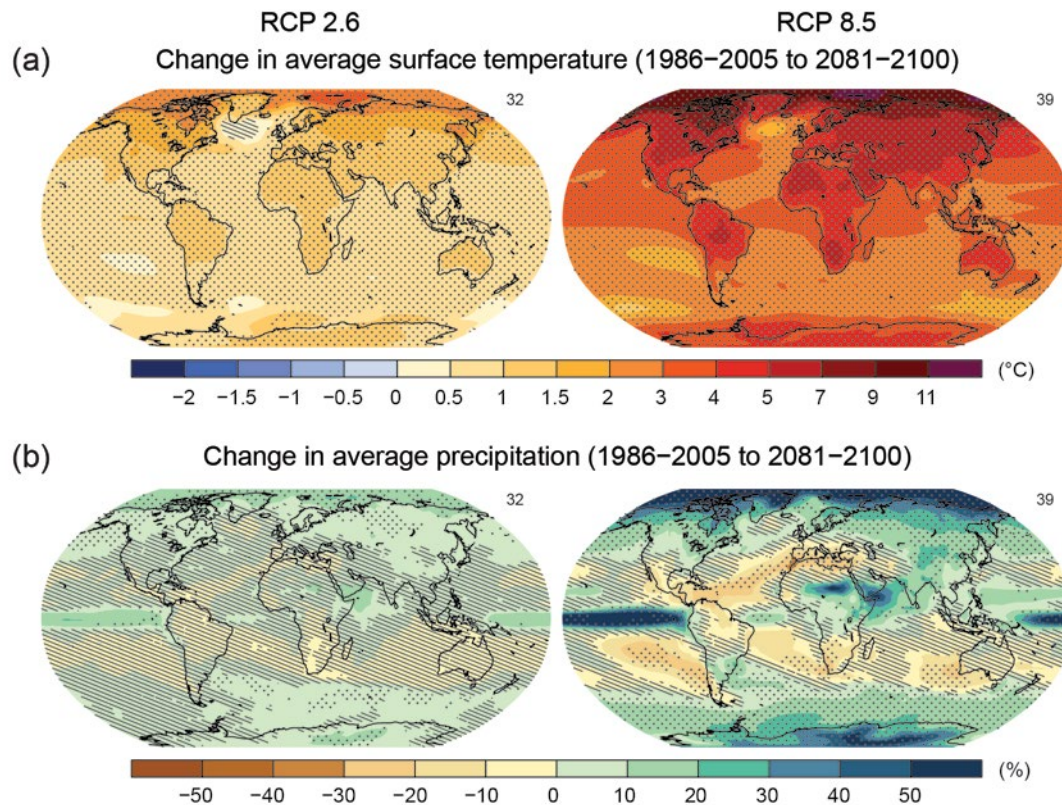 RCP 2.6 RCP 8.5
(a) Change in average surface temperature (1986−2005 to 2081−2100)
32 39
(°C)
−2 −1.5 −1 −0.5 0 0.5 1 1.5 2 3 4 5 7 9 11
(b) Change in average precipitation (1986−2005 to 2081−2100)
32 39
(%)
−50 −40 −30 −20 −10 0 10 20 30 40 50